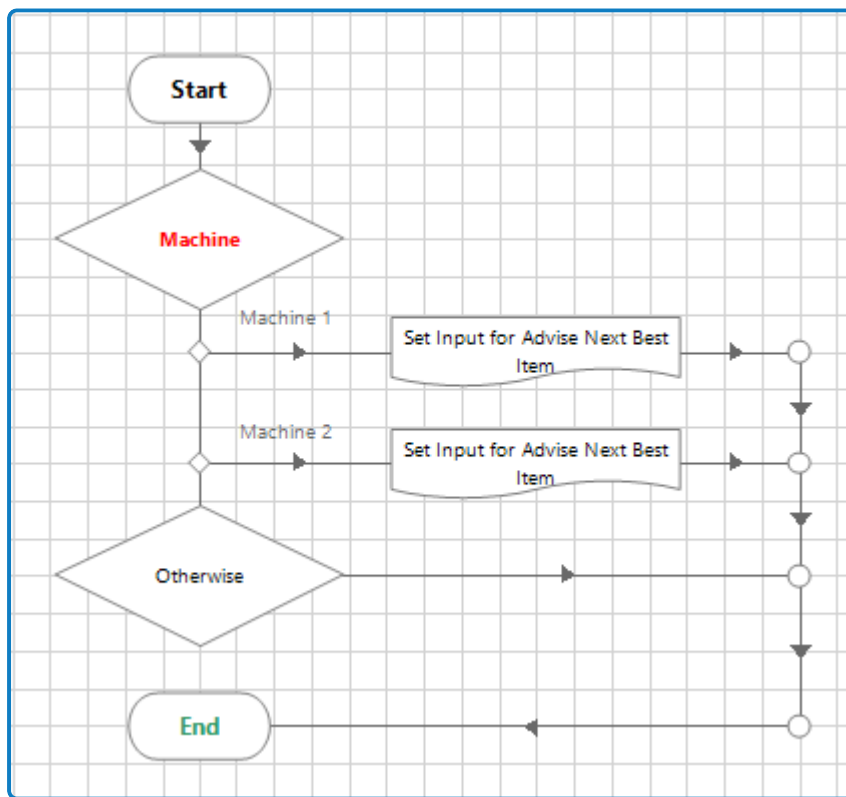 Start
Machine
Machine 1
Set Input for Advise Next Best
Item
Machine 2
Set Input for Advise Next Best
Item
Otherwise
End